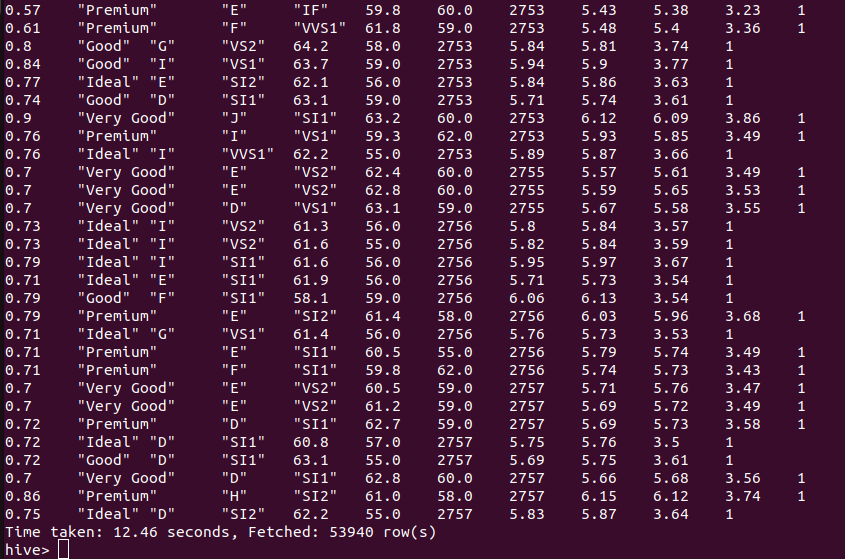 0.57 "Premium" "E" "IF" 59.8 60.0 2753 5.43 5.38 3.23 1
0.61 "Premium" "F" "VVS1" 61.8 59.0 2753 5.48 5.4 3.36 1
0.8 "Good" "G" "VS2" 64.2 58.0 2753 5.84 5.81 3.74 1
0.84 "Good" "I" "VS1" 63.7 59.0 2753 5.94 5.9 3.77 1
0.77 "Ideal" "E" "SI2" 62.1 56.0 2753 5.84 5.86 3.63 1
0.74 "Good" "D" "SI1" 63.1 59.0 2753 5.71 5.74 3.61 1
0.9 "Very Good" "J" "SI1" 63.2 60.0 2753 6.12 6.09 3.86 1
0.76 "Premium" "I" "VS1" 59.3 62.0 2753 5.93 5.85 3.49 1
0.76 "Ideal" "I" "VVS1" 62.2 55.0 2753 5.89 5.87 3.66 1
0.7 "Very Good" "E" "VS2" 62.4 60.0 2755 5.57 5.61 3.49 1
0.7 "Very Good" "E" "VS2" 62.8 60.0 2755 5.59 5.65 3.53 1
0.7 "Very Good" "D" "VS1" 63.1 59.0 2755 5.67 5.58 3.55 1
0.73 "Ideal" "I" "VS2" 61.3 56.0 2756 5.8 5.84 3.57 1
0.73 "Ideal" "I" "VS2" 61.6 55.0 2756 5.82 5.84 3.59 1
0.79 "Ideal" "I" "SI1" 61.6 56.0 2756 5.95 5.97 3.67 1
0.71 "Ideal" "E" "SI1" 61.9 56.0 2756 5.71 5.73 3.54 1
0.79 "Good" "F" "SI1" 58.1 59.0 2756 6.06 6.13 3.54 1
0.79 "Premium" "E" "SI2" 61.4 58.0 2756 6.03 5.96 3.68 1
0.71 "Ideal" "G" "VS1" 61.4 56.0 2756 5.76 5.73 3.53 1
0.71 "Premium" "E" "SI1" 60.5 55.0 2756 5.79 5.74 3.49 1
0.71 "Premium" "F" "SI1" 59.8 62.0 2756 5.74 5.73 3.43 1
0.7 "Very Good" "E" "VS2" 60.5 59.0 2757 5.71 5.76 3.47 1
0.7 "Very Good" "E" "VS2" 61.2 59.0 2757 5.69 5.72 3.49 1
0.72 "Premium" "D" "SI1" 62.7 59.0 2757 5.69 5.73 3.58 1
0.72 "Ideal" "D" "SI1" 60.8 57.0 2757 5.75 5.76 3.5 1
0.72 "Good" "D" "SI1" 63.1 55.0 2757 5.69 5.75 3.61 1
0.7 "Very Good" "D" "SI1" 62.8 60.0 2757 5.66 5.68 3.56 1
0.86 "Premium" "H" "SI2" 61.0 58.0 2757 6.15 6.12 3.74 1
0.75 "Ideal" "D" "SI2" 62.2 55.0 2757 5.83 5.87 3.64 1
Time taken: 12.46 seconds, Fetched: 53940 row(s)
hive>